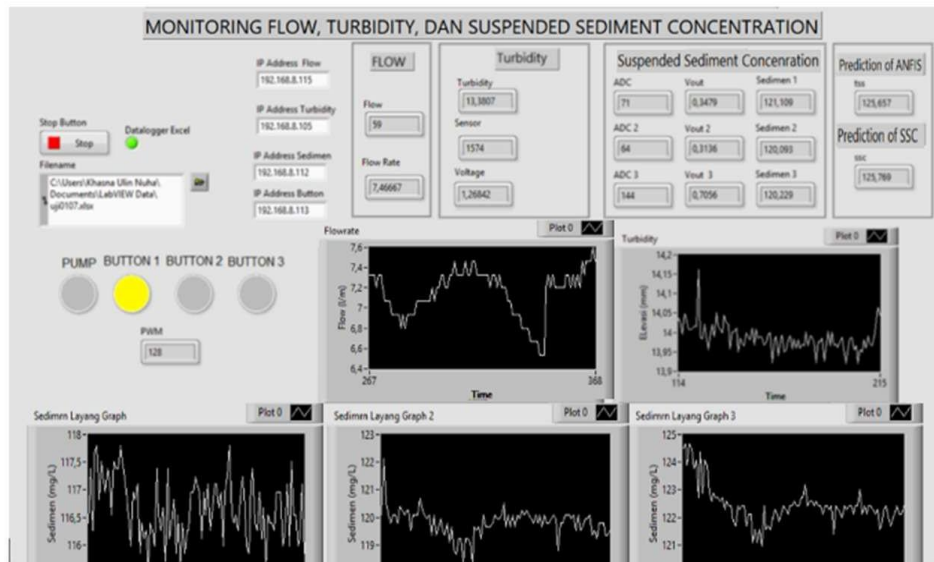 MONITORING FLOW, TURBIDITY, DAN SUSPENDED SEDIMENT CONCENTRATION
IP Address Flow
192.168.8.115
IP Address Turbidity
192.168.8.105
IP Address Sedimen
192.168.8.112
IP Address Button
192.168.8.113
Stop Button
Stop
Datalogger Excel
Filename
C:\Users\Khasna Ulin Nuha\
Documents\LabVIEW Data\
uji0107.xlsx
FLOW
Flow
59
Flow Rate
7,46667
Turbidity
Turbidity
13,3807
Sensor
1574
Voltage
1,26842
Suspended Sediment Concenration
ADC
Vout
Sedimen 1
71
0,3479
121,109
ADC 2
Vout 2
Sedimen 2
64
0,3136
120,093
ADC 3
Vout 3
Sedimen 3
144
0,7056
120,229
Prediction of ANFIS
tss
125,657
Prediction of SSC
ssc
125,769
PUMP
BUTTON 1
BUTTON 2
BUTTON 3
PWM
128
Flowrate
Plot 0
Flow (l/m)
7,6
7,4
7,2
7
6,8
6,6
6,4
267
368
Time
Turbidity
Plot 0
ELevasi (mm)
14,2
14,15
14,1
14,05
14
13,95
13,9
114
215
Time
Sedimrn Layang Graph
Plot 0
Sedimen (mg/L)
118
117,5
117
116,5
116
Sedimrn Layang Graph 2
Plot 0
Sedimen (mg/L)
123
122
121
120
119
Sedimrn Layang Graph 3
Plot 0
Sedimen (mg/L)
125
124
123
122
121